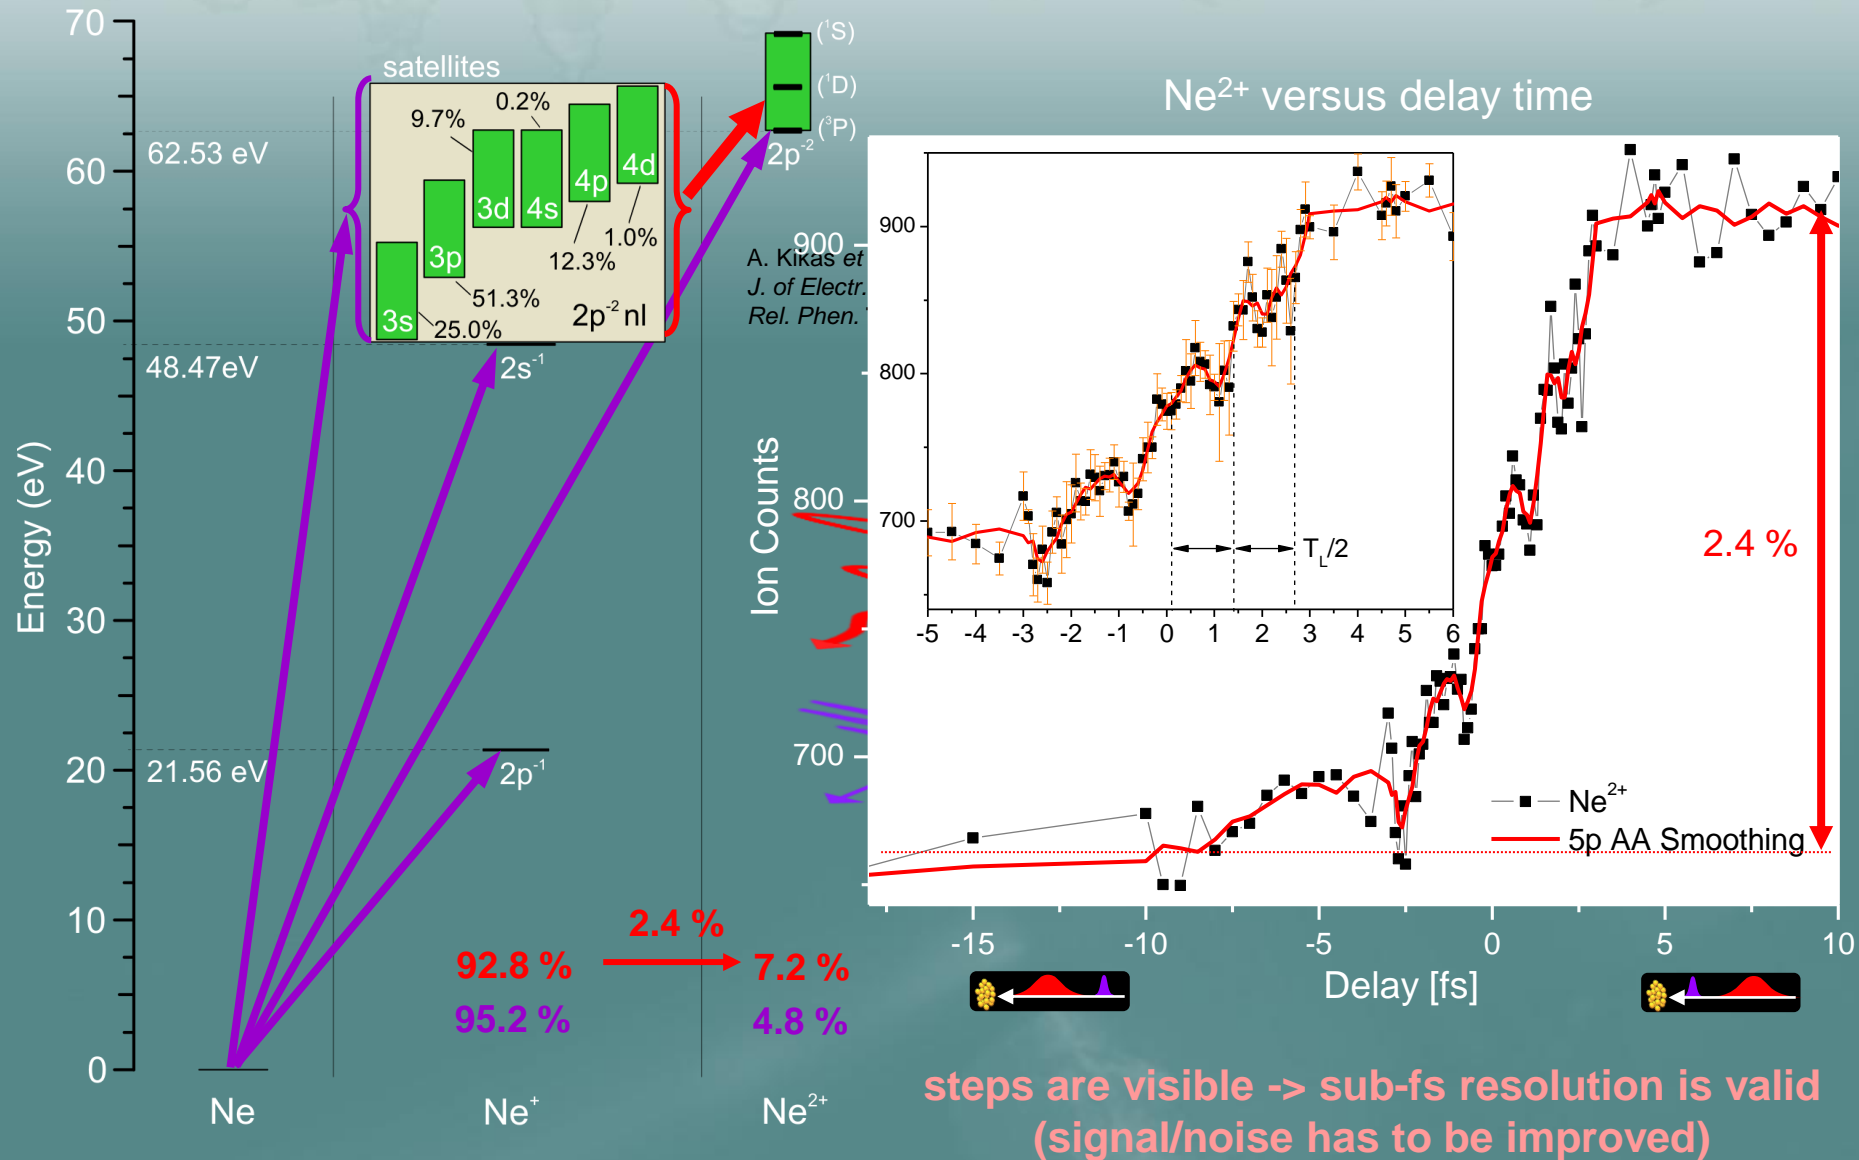 70
60
50
40
30
20
10
0
Energy (eV)
62.53 eV
48.47eV
21.56 eV
satellites
9.7%
0.2%
3s
3p
3d
4s
4p
4d
25.0%
51.3%
12.3%
1.0%
2p⁻² nl
(¹S)
(¹D)
(³P)
2p⁻²
2s⁻¹
2p⁻¹
A. Kikas et
J. of Electr.
Rel. Phen.
2.4 %
92.8 %
7.2 %
95.2 %
4.8 %
Ne
Ne⁺
Ne²⁺
Ne²⁺ versus delay time
Ion Counts
900
800
700
900
800
700
-5 -4 -3 -2 -1 0 1 2 3 4 5 6
T_L/2
2.4 %
Ne²⁺
5p AA Smoothing
-15 -10 -5 0 5 10
Delay [fs]
steps are visible -> sub-fs resolution is valid
(signal/noise has to be improved)